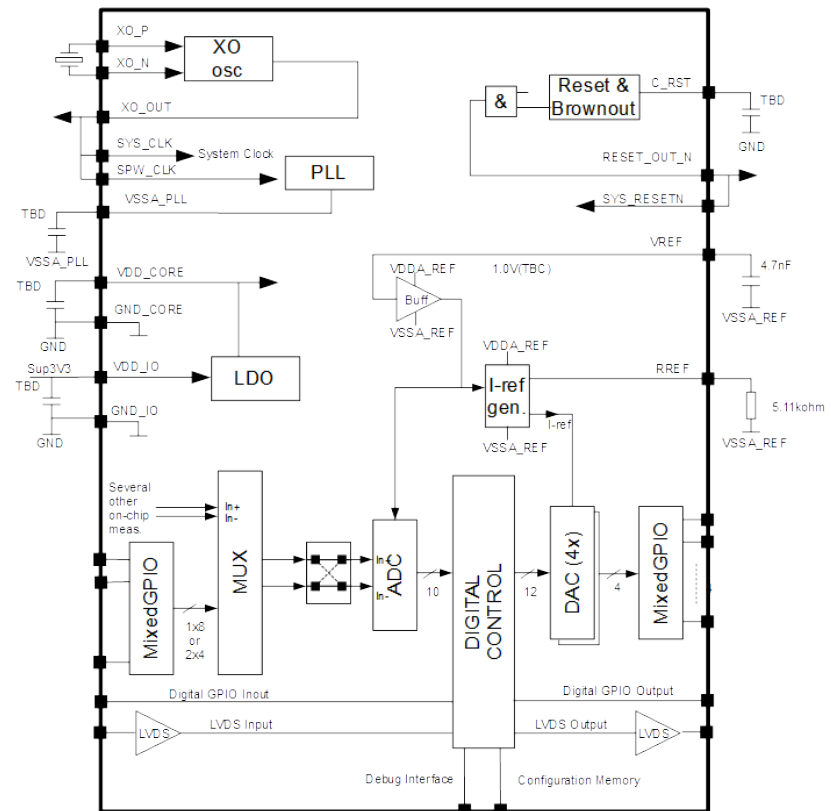 XO_P
XO_N
XO
osc
XO_OUT
SYS_CLK
System Clock
SPW_CLK
PLL
VSSA_PLL
TBD
VSSA_PLL
VDD_CORE
TBD
GND_CORE
GND
Sup3V3
VDD_IO
LDO
TBD
GND_IO
GND
&
Reset &
Brownout
C_RST
TBD
GND
RESET_OUT_N
SYS_RESETN
VREF
VDDA_REF
1.0V(TBC)
4.7nF
Buff
VSSA_REF
VSSA_REF
VDDA_REF
I-ref
gen.
RREF
I-ref
5.11kohm
VSSA_REF
VSSA_REF
Several
other
on-chip
meas.
In+
In-
MUX
MixedGPIO
1x8
or
2x4
In+
In-
ADC
10
DIGITAL
CONTROL
12
DAC (4x)
4
MixedGPIO
Digital GPIO Input
Digital GPIO Output
LVDS
LVDS Input
LVDS Output
LVDS
Debug Interface
Configuration Memory